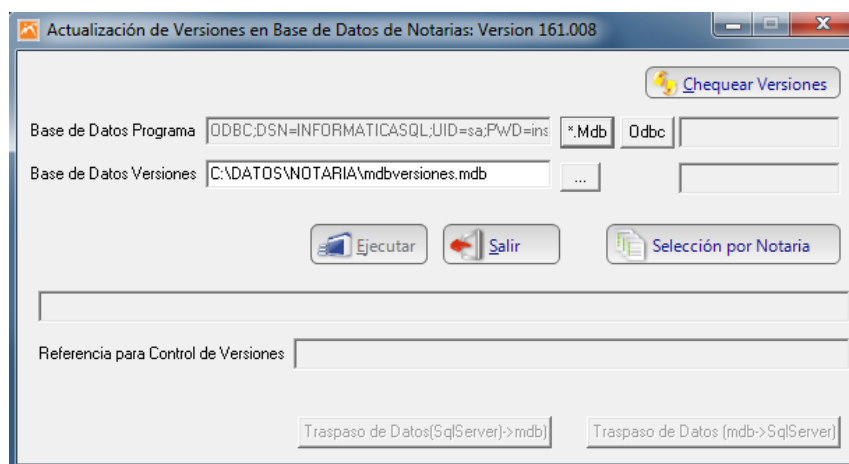 Actualización de Versiones en Base de Datos de Notarias: Version 161.008
Chequear Versiones
Base de Datos Programa ODBC;DSN=INFORMATICASQL;UID=sa;PWD=ins *.Mdb Odbc
Base de Datos Versiones C:\DATOS\NOTARIA\mdbversiones.mdb ...
Ejecutar Salir Selección por Notaria
Referencia para Control de Versiones
Traspaso de Datos(SqlServer)->mdb) Traspaso de Datos (mdb->SqlServer)